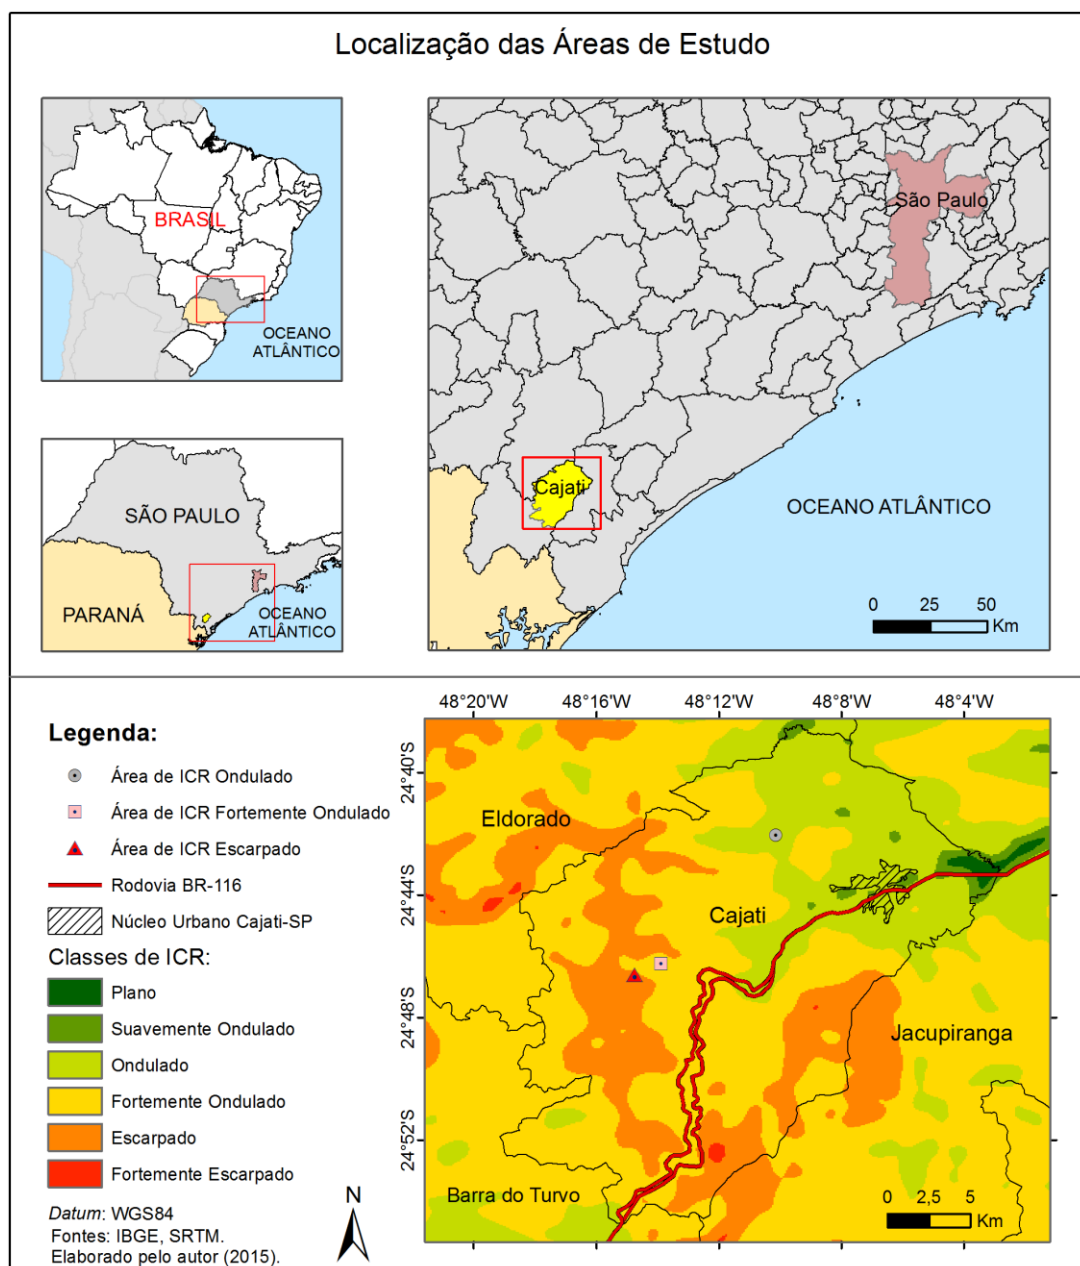 Localização das Áreas de Estudo
BRASIL
OCEANO
ATLÂNTICO
São Paulo
Cajati
OCEANO ATLÂNTICO
0 25 50
Km
SÃO PAULO
PARANÁ
OCEANO
ATLÂNTICO
Legenda:
Área de ICR Ondulado
Área de ICR Fortemente Ondulado
Área de ICR Escarpado
Rodovia BR-116
Núcleo Urbano Cajati-SP
Classes de ICR:
Plano
Suavemente Ondulado
Ondulado
Fortemente Ondulado
Escarpado
Fortemente Escarpado
Datum: WGS84
Fontes: IBGE, SRTM.
Elaborado pelo autor (2015).
N
48°20'W 48°16'W 48°12'W 48°8'W 48°4'W
24°40'S
24°44'S
24°48'S
24°52'S
Eldorado
Cajati
Jacupiranga
Barra do Turvo
0 2,5 5
Km